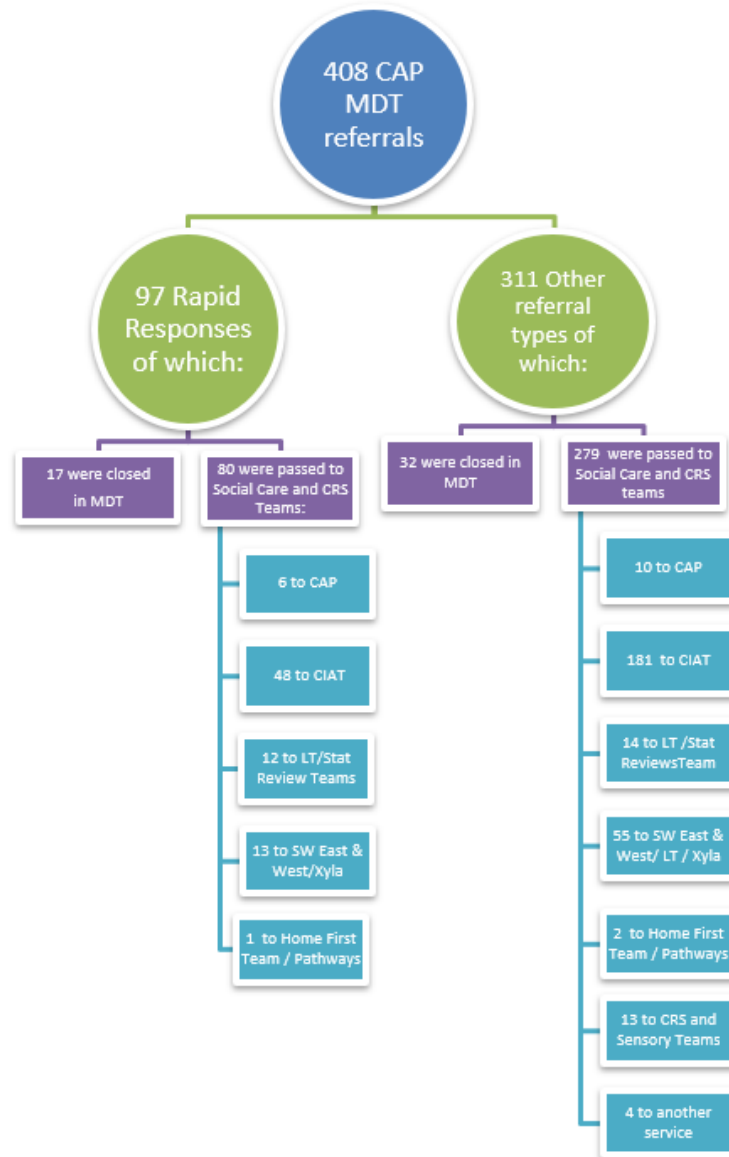 408 CAP
MDT
referrals
97 Rapid
Responses
of which:
311 Other
referral
types of
which:
17 were closed
in MDT
80 were passed to
Social Care and CRS
Teams:
32 were closed in
MDT
279 were passed to
Social Care and CRS
teams
6 to CAP
48 to CIAT
12 to LT/Stat
Review Teams
13 to SW East &
West/Xyla
1 to Home First
Team / Pathways
10 to CAP
181 to CIAT
14 to LT /Stat
ReviewsTeam
55 to SW East &
West/ LT / Xyla
2 to Home First
Team / Pathways
13 to CRS and
Sensory Teams
4 to another
service